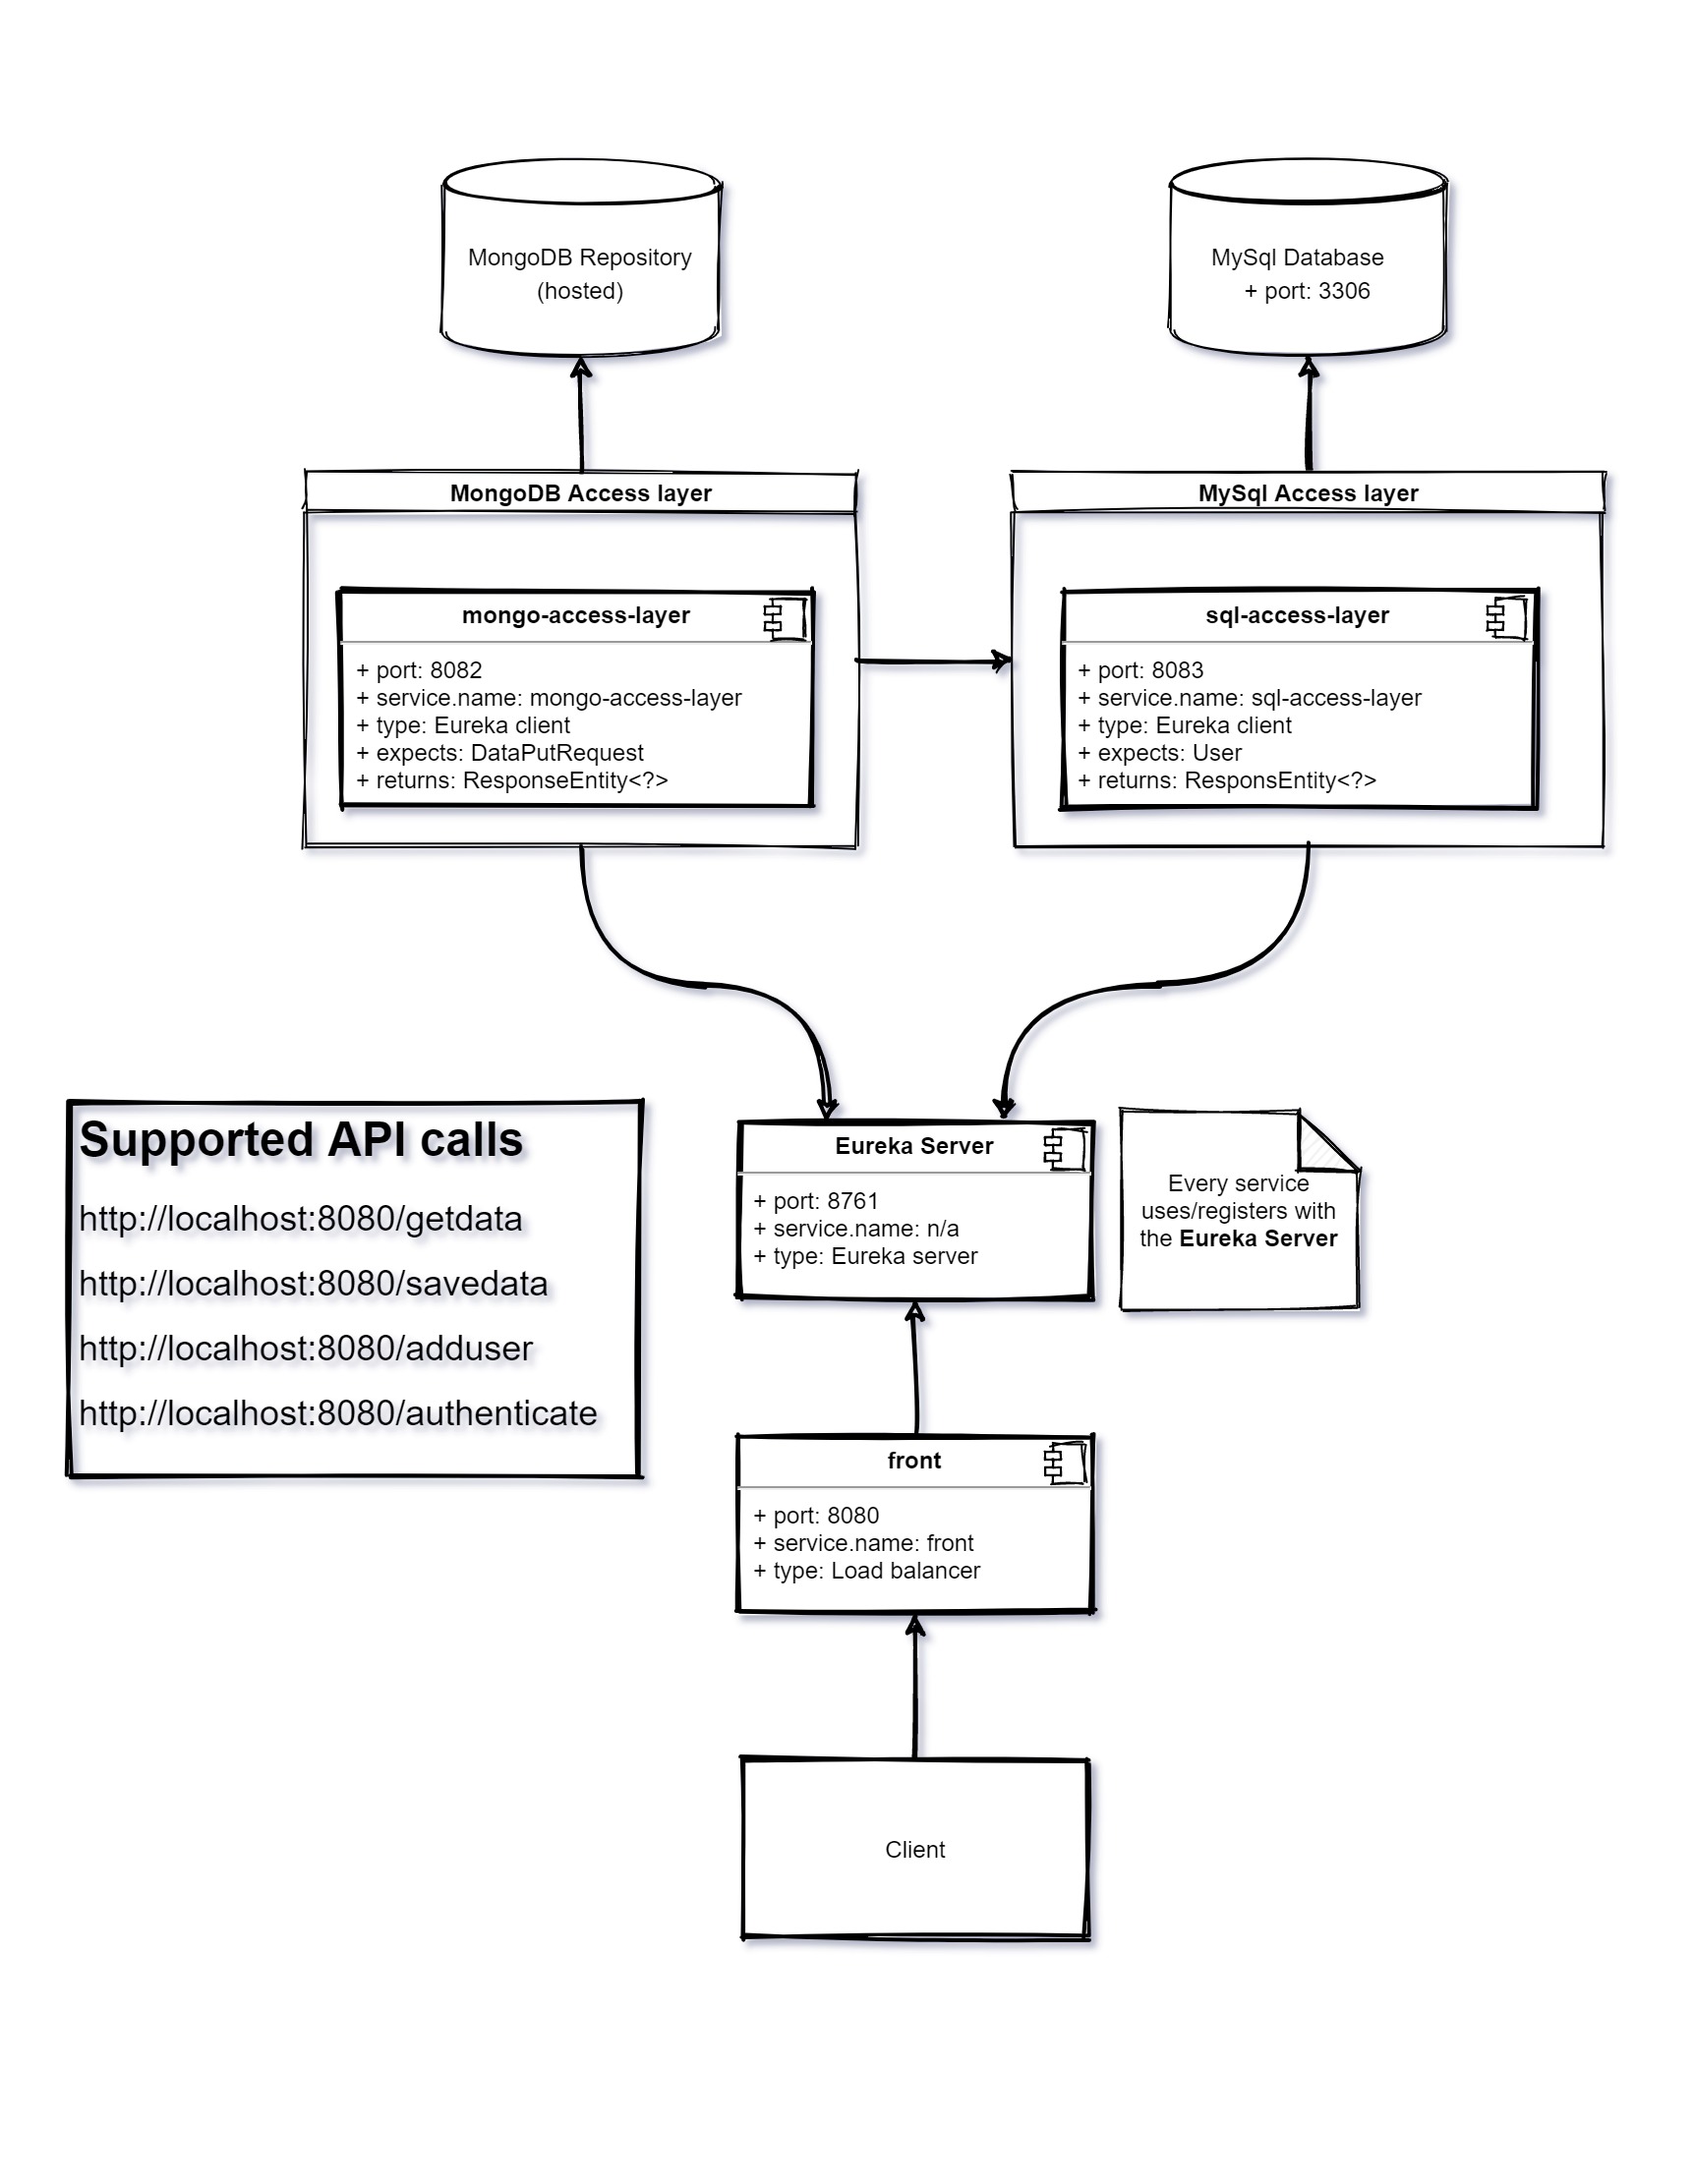 MongoDB Repository
(hosted)
MySql Database
+ port: 3306
MongoDB Access layer
mongo-access-layer
+ port: 8082
+ service.name: mongo-access-layer
+ type: Eureka client
+ expects: DataPutRequest
+ returns: ResponseEntity<?>
MySql Access layer
sql-access-layer
+ port: 8083
+ service.name: sql-access-layer
+ type: Eureka client
+ expects: User
+ returns: ResponsEntity<?>
Supported API calls
http://localhost:8080/getdata
http://localhost:8080/savedata
http://localhost:8080/adduser
http://localhost:8080/authenticate
Eureka Server
+ port: 8761
+ service.name: n/a
+ type: Eureka server
Every service
uses/registers with
the Eureka Server
front
+ port: 8080
+ service.name: front
+ type: Load balancer
Client